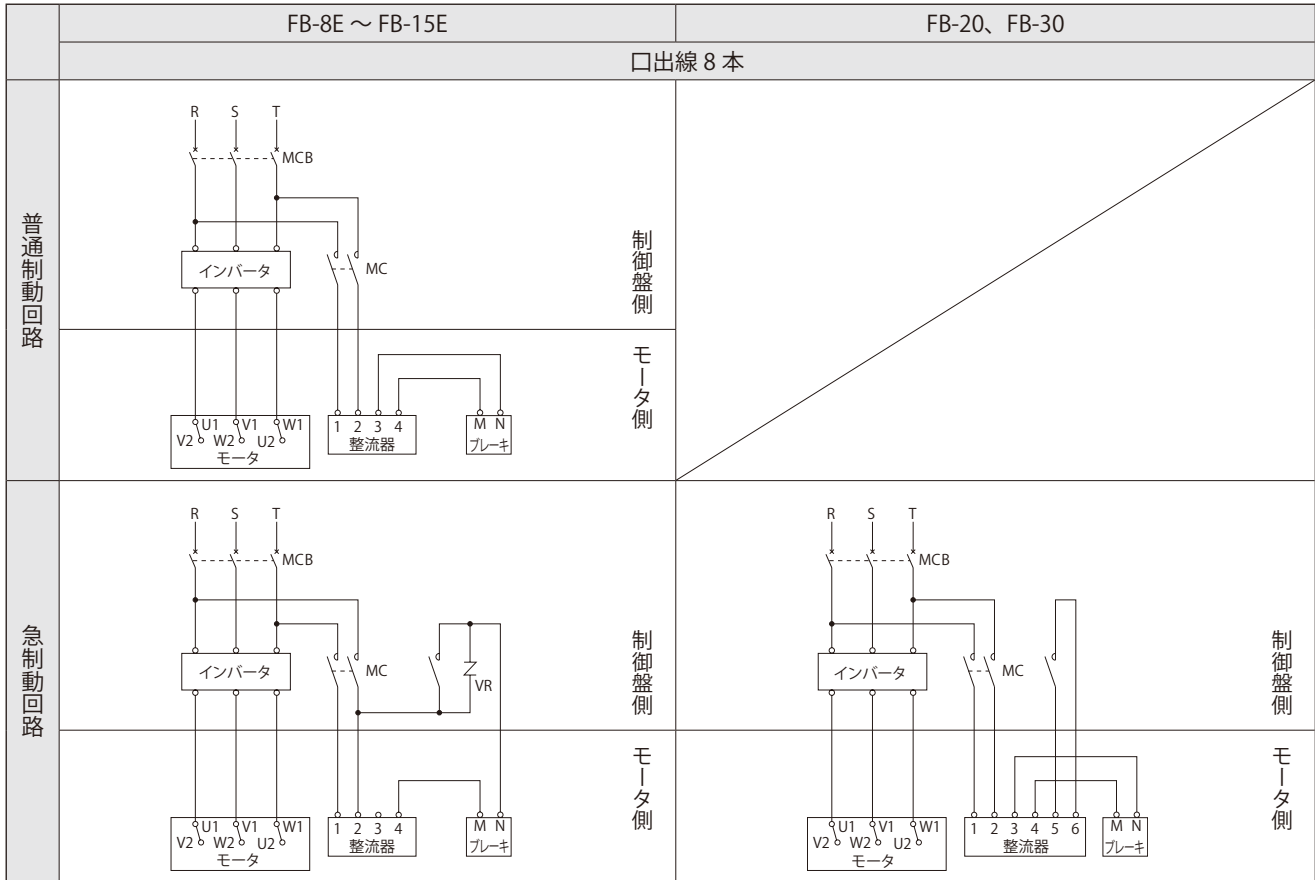 FB-8E ～ FB-15E
FB-20、FB-30
口出線 8 本
普通制動回路
R S T
MCB
MC
インバータ
制御盤側
モータ側
U1 V1 W1
V2 W2 U2
モータ
1 2 3 4
整流器
M N
ブレーキ
急制動回路
R S T
MCB
MC
VR
インバータ
制御盤側
モータ側
U1 V1 W1
V2 W2 U2
モータ
1 2 3 4
整流器
M N
ブレーキ
R S T
MCB
MC
インバータ
制御盤側
モータ側
U1 V1 W1
V2 W2 U2
モータ
1 2 3 4 5 6
整流器
M N
ブレーキ